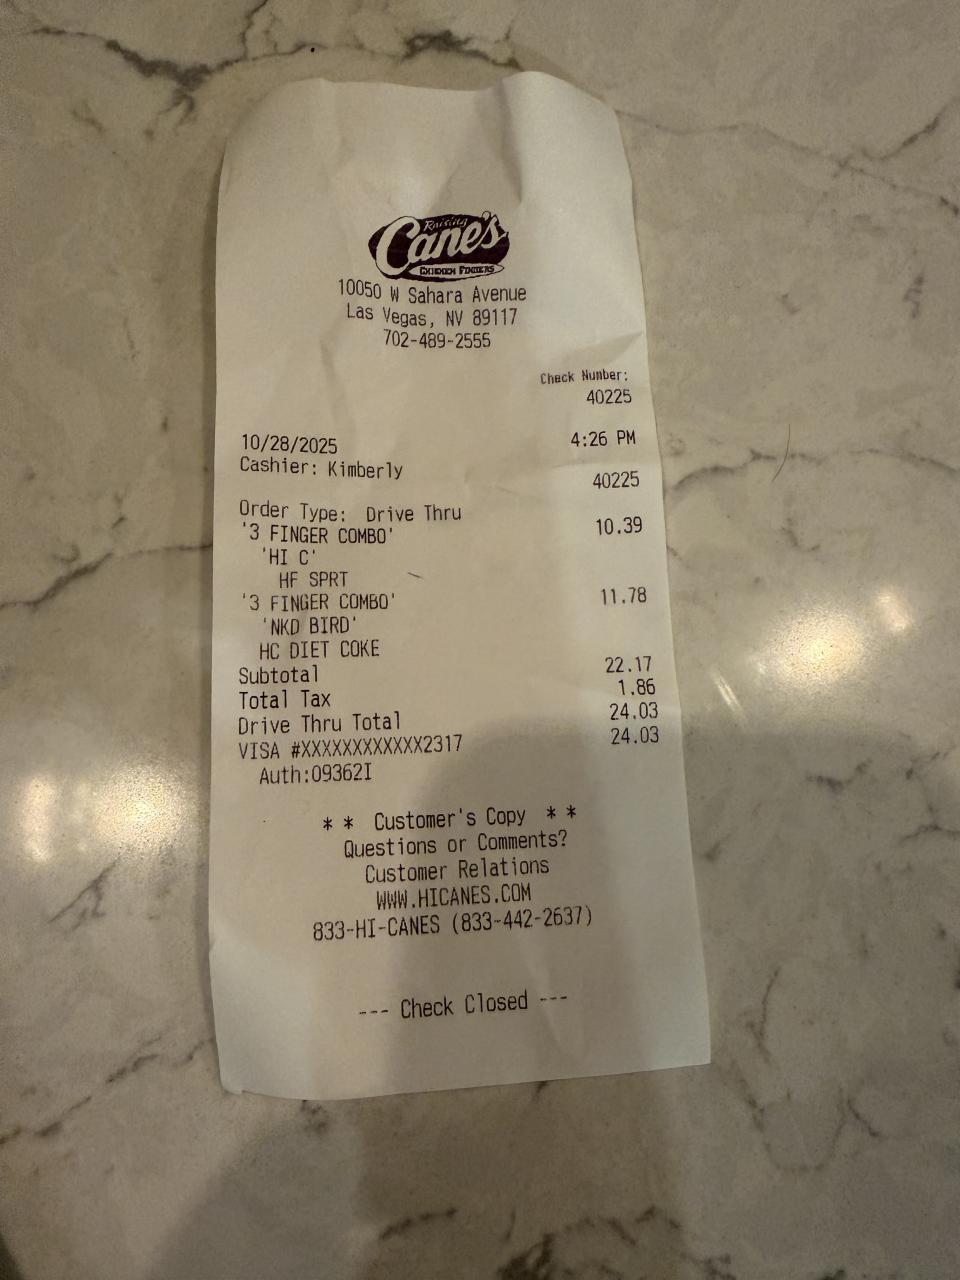 Raising
Cane's
CHICKEN FINGERS
10050 W Sahara Avenue
Las Vegas, NV 89117
702-489-2555
Check Number:
40225
10/28/2025 4:26 PM
Cashier: Kimberly 40225
Order Type: Drive Thru
'3 FINGER COMBO' 10.39
'HI C'
HF SPRT
'3 FINGER COMBO' 11.78
'NKD BIRD'
HC DIET COKE
Subtotal 22.17
Total Tax 1.86
Drive Thru Total 24.03
VISA #XXXXXXXXXXXX2317 24.03
Auth:09362I
* * Customer's Copy * *
Questions or Comments?
Customer Relations
WWW.HICANES.COM
833-HI-CANES (833-442-2637)
--- Check Closed ---